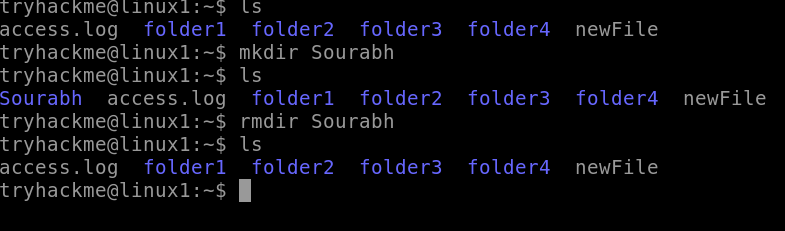 tryhackme@linux1:~$ ls
access.log  folder1  folder2  folder3  folder4  newFile
tryhackme@linux1:~$ mkdir Sourabh
tryhackme@linux1:~$ ls
Sourabh  access.log  folder1  folder2  folder3  folder4  newFile
tryhackme@linux1:~$ rmdir Sourabh
tryhackme@linux1:~$ ls
access.log  folder1  folder2  folder3  folder4  newFile
tryhackme@linux1:~$